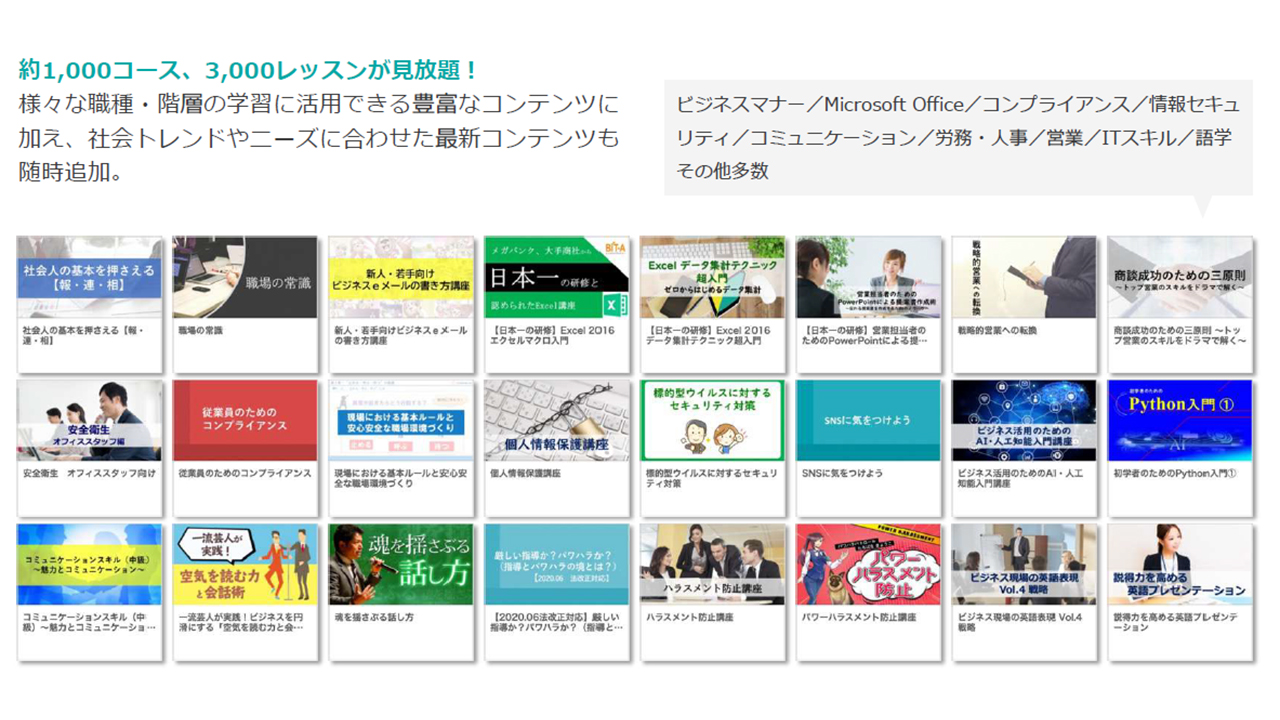 約1,000コース、3,000レッスンが見放題！
様々な職種・階層の学習に活用できる豊富なコンテンツに
加え、社会トレンドやニーズに合わせた最新コンテンツも
随時追加。
ビジネスマナー／Microsoft Office／コンプライアンス／情報セキュ
リティ／コミュニケーション／労務・人事／営業／ITスキル／語学
その他多数
社会人の基本を押さえる
【報・連・相】
社会人の基本を押さえる【報・
連・相】
職場の常識
職場の常識
新人・若手向け
ビジネスｅメールの書き方講座
新人・若手向けビジネスｅメール
の書き方講座
メガバンク、大手商社から
BIT-A
日本一の研修と
認められたExcel講座
【日本一の研修】Excel 2016
エクセルマクロ入門
Excel データ集計テクニック
超入門
ゼロからはじめるデータ集計
【日本一の研修】Excel 2016
データ集計テクニック超入門
営業担当者のための
PowerPointによる提案書作成術
【日本一の研修】営業担当者の
ためのPowerPointによる提…
戦略的営業への転換
戦略的営業への転換
商談成功のための三原則
～トップ営業のスキルをドラマで解く～
商談成功のための三原則 ～トッ
プ営業のスキルをドラマで解く～
安全衛生
オフィススタッフ編
安全衛生　オフィススタッフ向け
従業員のための
コンプライアンス
従業員のためのコンプライアンス
現場における基本ルールと
安心安全な職場環境づくり
現場における基本ルールと安心安
全な職場環境づくり
個人情報保護講座
個人情報保護講座
標的型ウイルスに対する
セキュリティ対策
標的型ウイルスに対するセキュリ
ティ対策
SNSに気をつけよう
SNSに気をつけよう
ビジネス活用のための
AI・人工知能入門講座
ビジネス活用のためのAI・人工
知能入門講座
初学者のための
Python入門①
AI
初学者のためのPython入門①
コミュニケーションスキル（中級）
～魅力とコミュニケーション～
コミュニケーションスキル（中
級）～魅力とコミュニケーショ…
一流芸人が
実践！
空気を読む力
と会話術
一流芸人が実践！ビジネスを円
滑にする「空気を読む力と会…
魂を揺さぶる
話し方
魂を揺さぶる話し方
厳しい指導か？パワハラか？
（指導とパワハラの境とは？）
【2020.06　法改正対応】
【2020.06法改正対応】厳しい
指導か？パワハラか？（指導と…
ハラスメント防止講座
ハラスメント防止講座
POWER HARASSMENT
パワー
ハラスメント
防止
パワーハラスメント防止講座
ビジネス現場の英語表現
Vol.4 戦略
ビジネス現場の英語表現 Vol.4
戦略
説得力を高める
英語プレゼンテーション
説得力を高める英語プレゼンテ
ーション